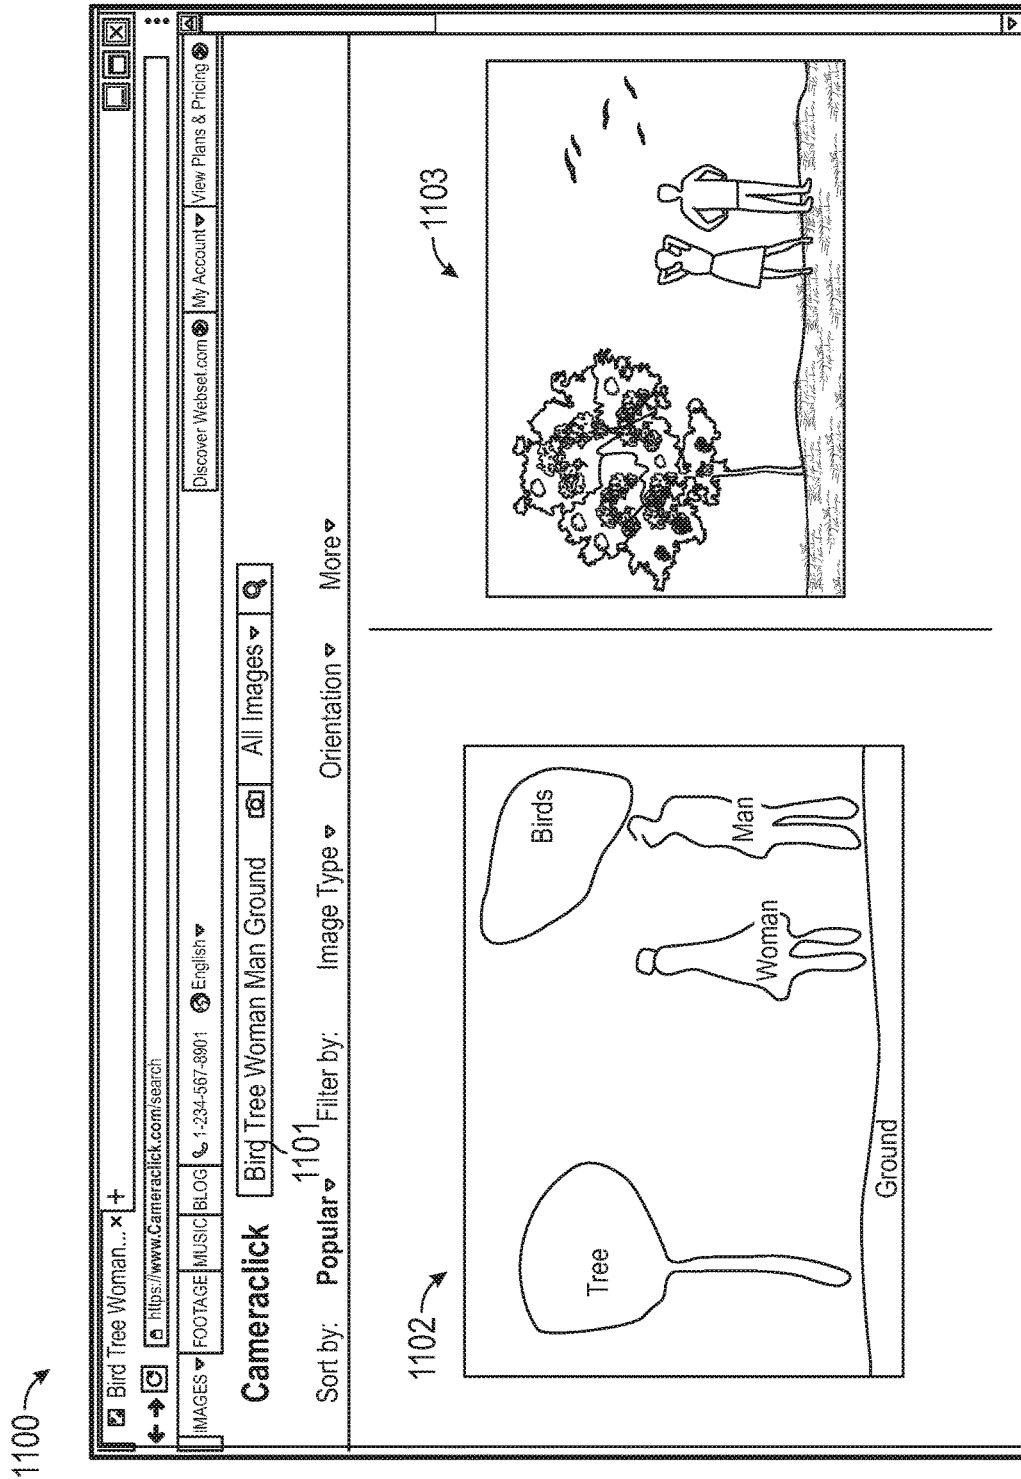 1100
Bird Tree Woman... × +
https://www.Cameraclick.com/search
IMAGES FOOTAGE MUSIC BLOG 1-234-567-8901 English Discover Webset.com My Account View Plans & Pricing
Cameraclick Bird Tree Woman Man Ground All Images
1101
Sort by: Popular Filter by: Image Type Orientation More
1102
1103
Birds
Tree
Woman
Man
Ground